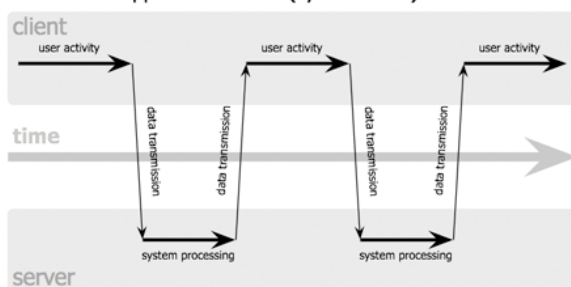 client
user activity
user activity
user activity
data transmission
data transmission
data transmission
data transmission
time
system processing
system processing
server